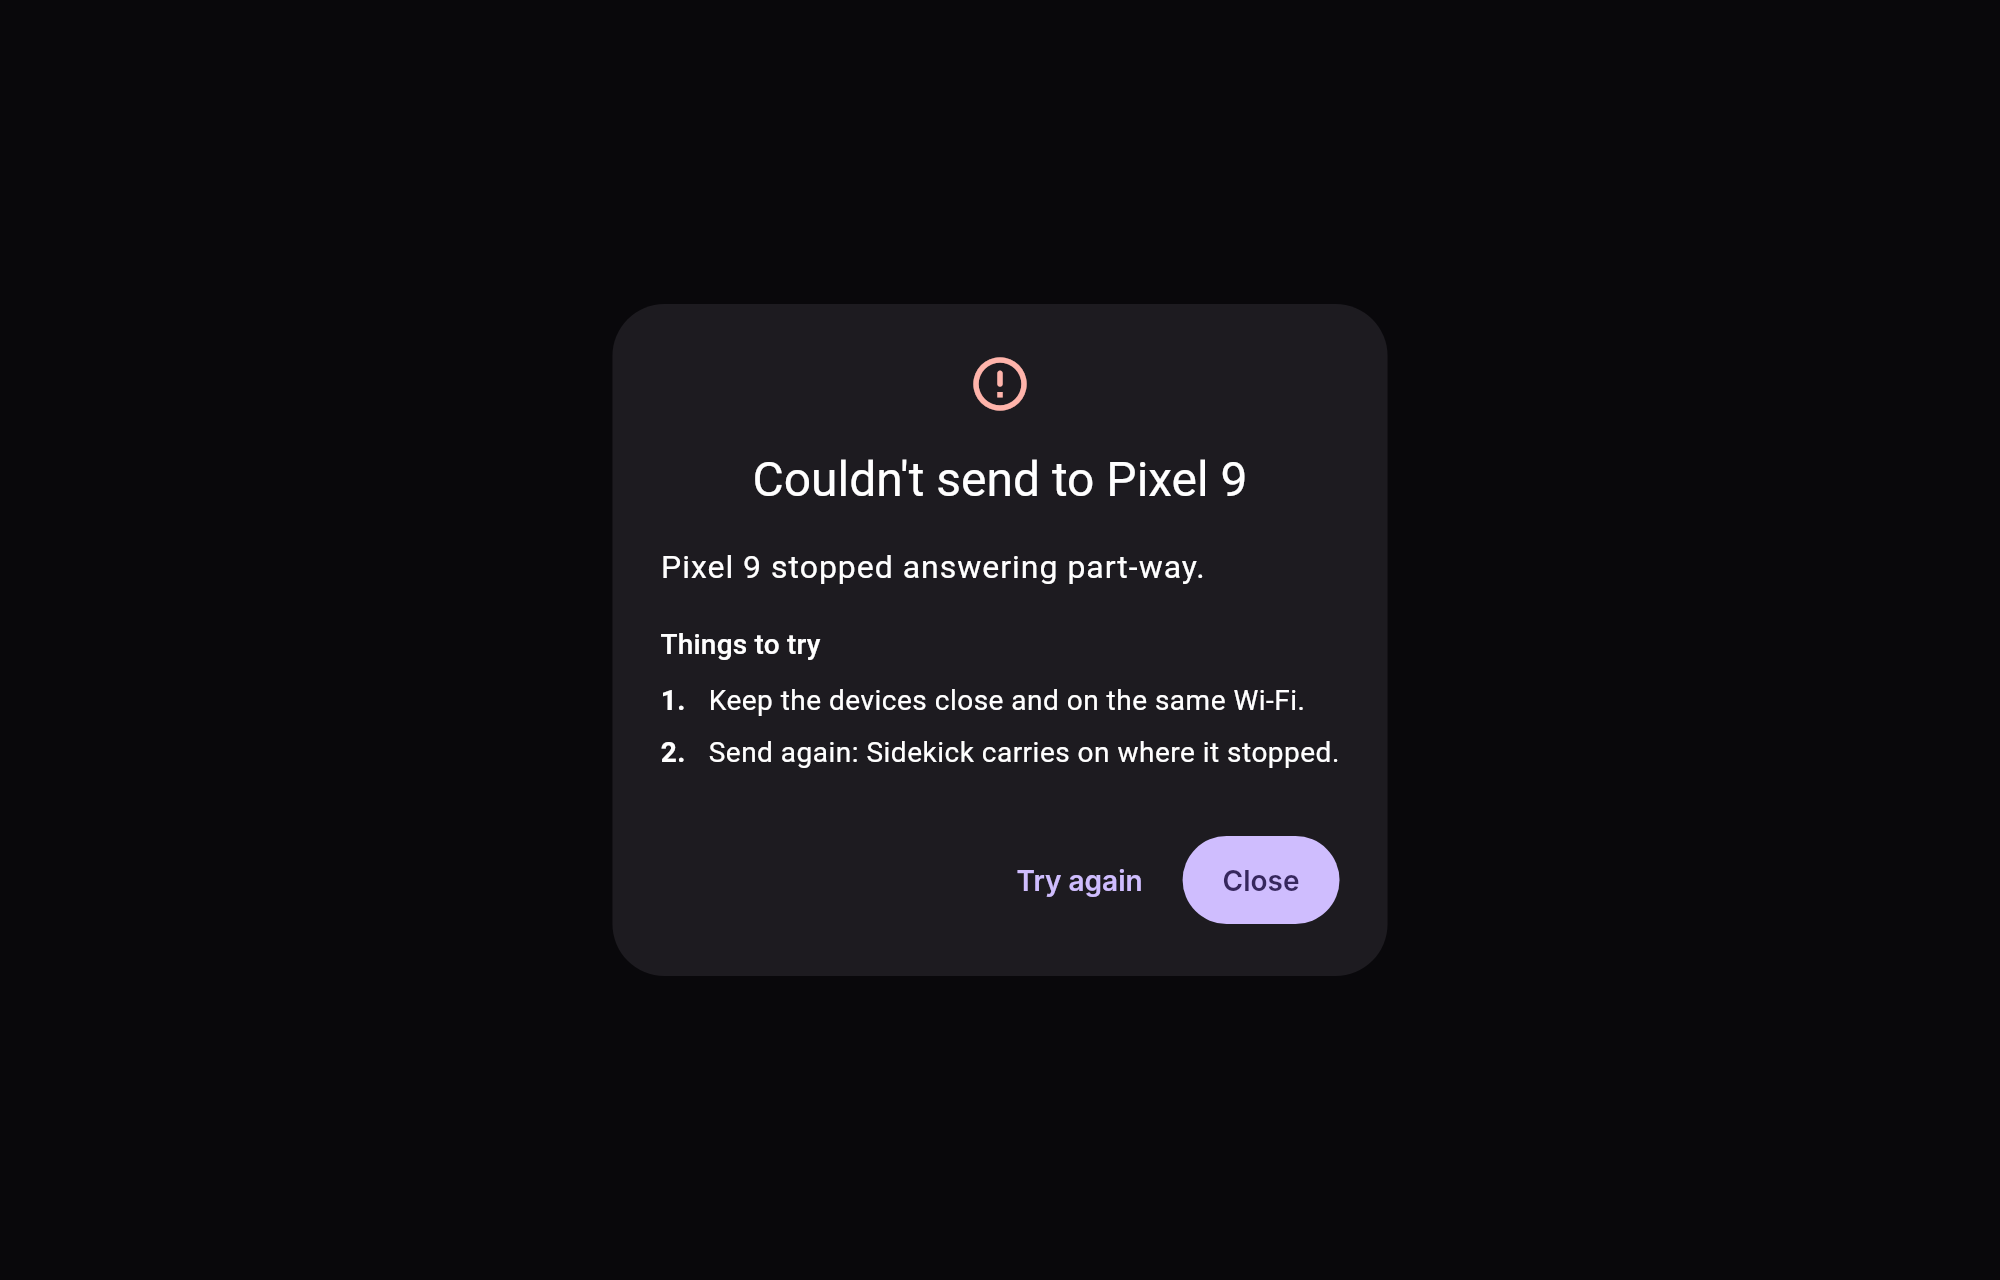 Couldn't send to Pixel 9
Pixel 9 stopped answering part-way.
Things to try
1. Keep the devices close and on the same Wi-Fi.
2. Send again: Sidekick carries on where it stopped.
Try again
Close